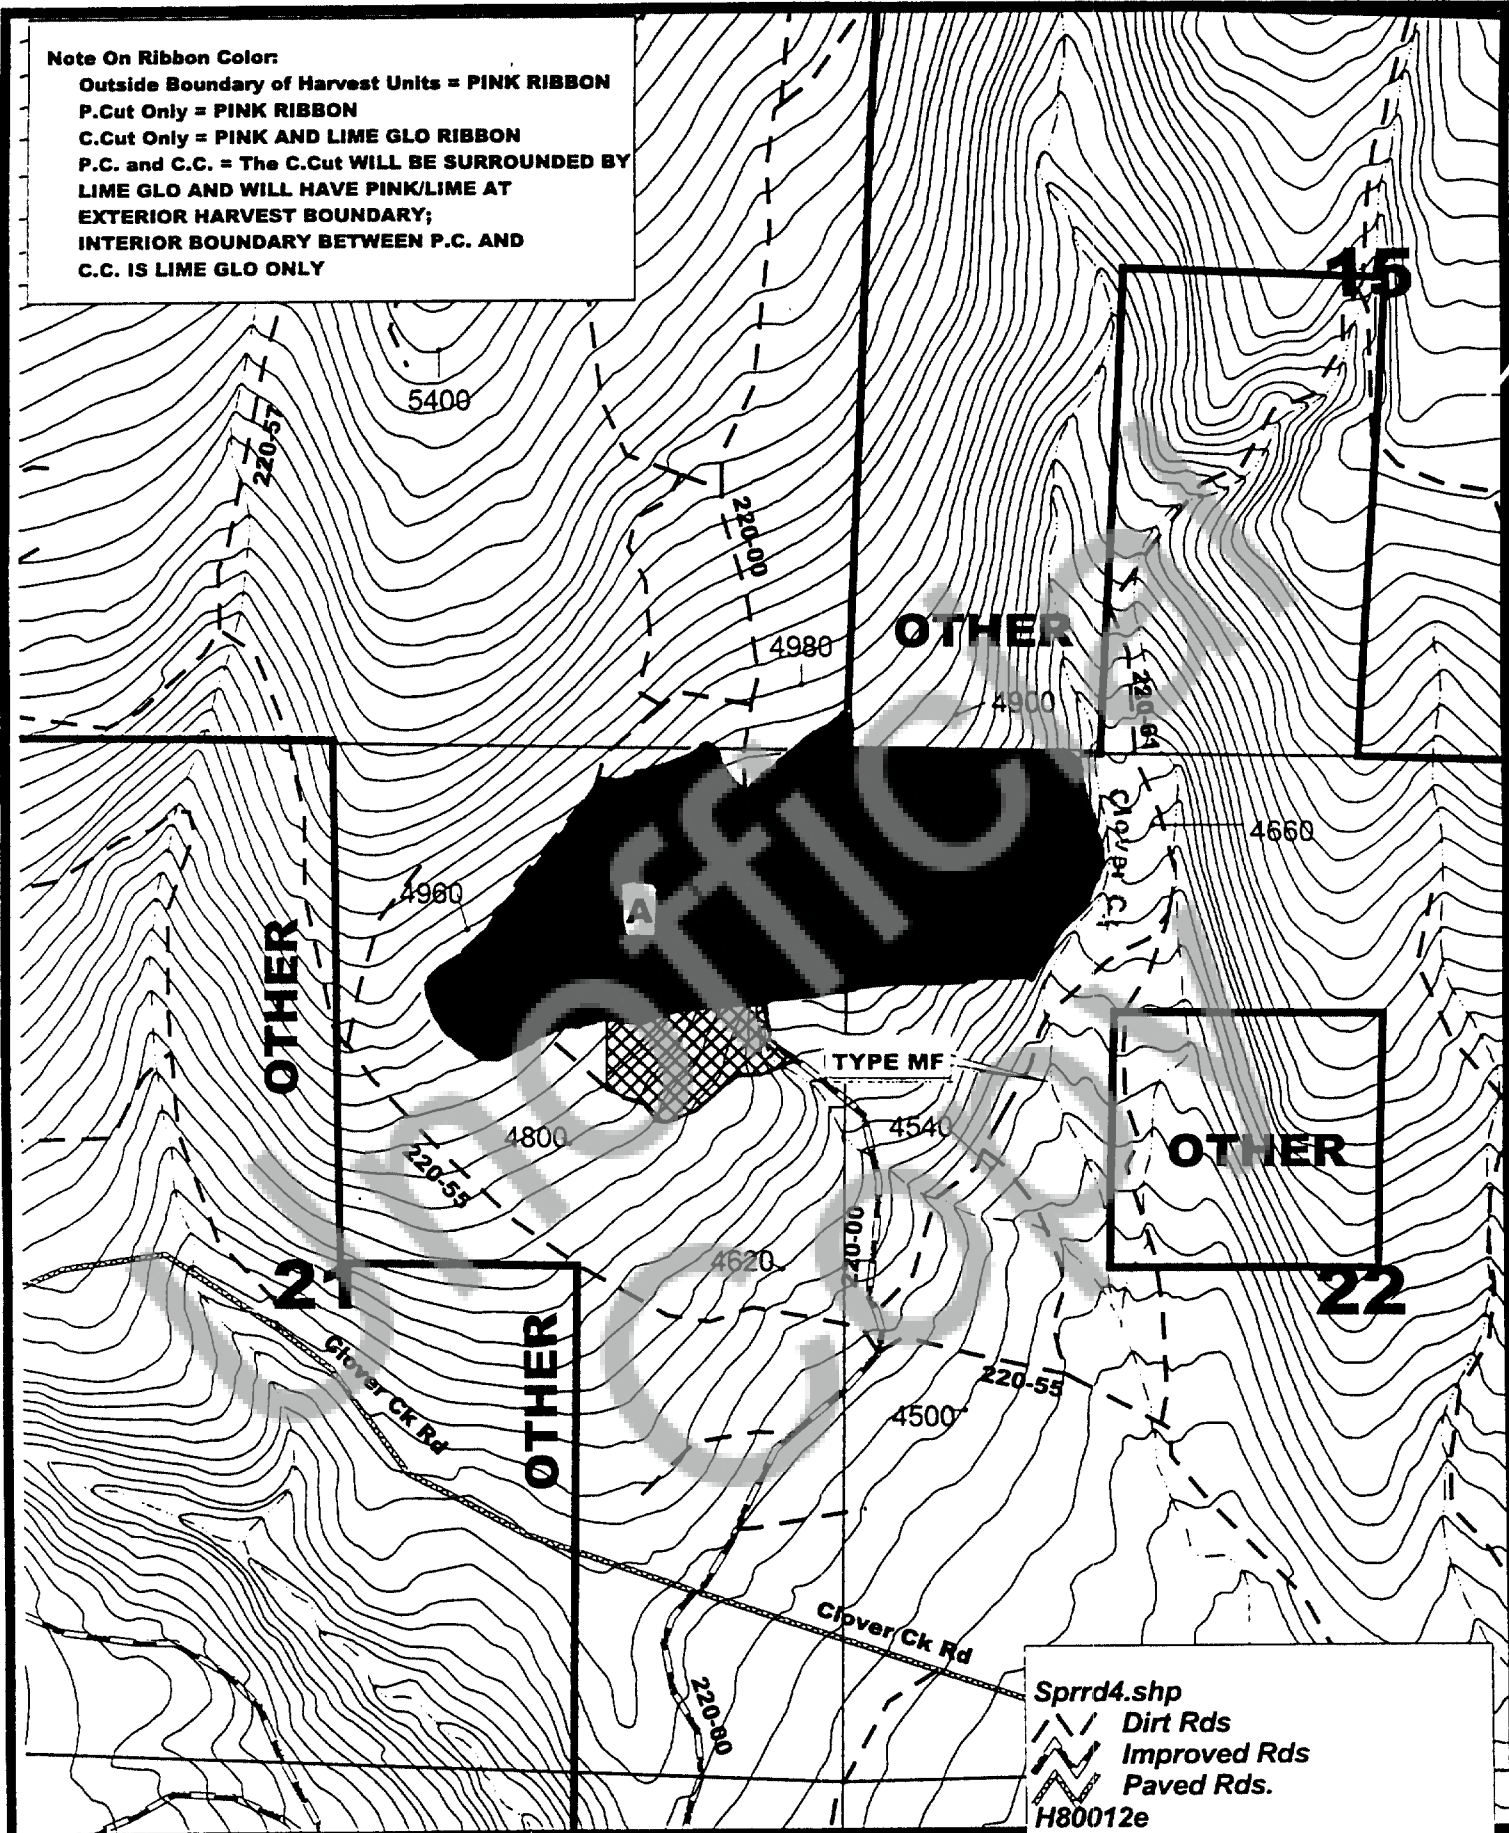 Note On Ribbon Color:
Outside Boundary of Harvest Units = PINK RIBBON
P.Cut Only = PINK RIBBON
C.Cut Only = PINK AND LIME GLO RIBBON
P.C. and C.C. = The C.Cut WILL BE SURROUNDED BY
LIME GLO AND WILL HAVE PINK/LIME AT
EXTERIOR HARVEST BOUNDARY;
INTERIOR BOUNDARY BETWEEN P.C. AND
C.C. IS LIME GLO ONLY
15
5400
220-57
220-00
OTHER
4980
4900
220-61
Clover C
4660
4960
A
OTHER
TYPE MF
4540
4800
220-55
OTHER
220-00
4620
21
22
Clover Ck Rd
OTHER
220-55
4500
Clover Ck Rd
220-00
Sprrd4.shp
Dirt Rds
Improved Rds
Paved Rds.
H80012e
Unofficial
Copy